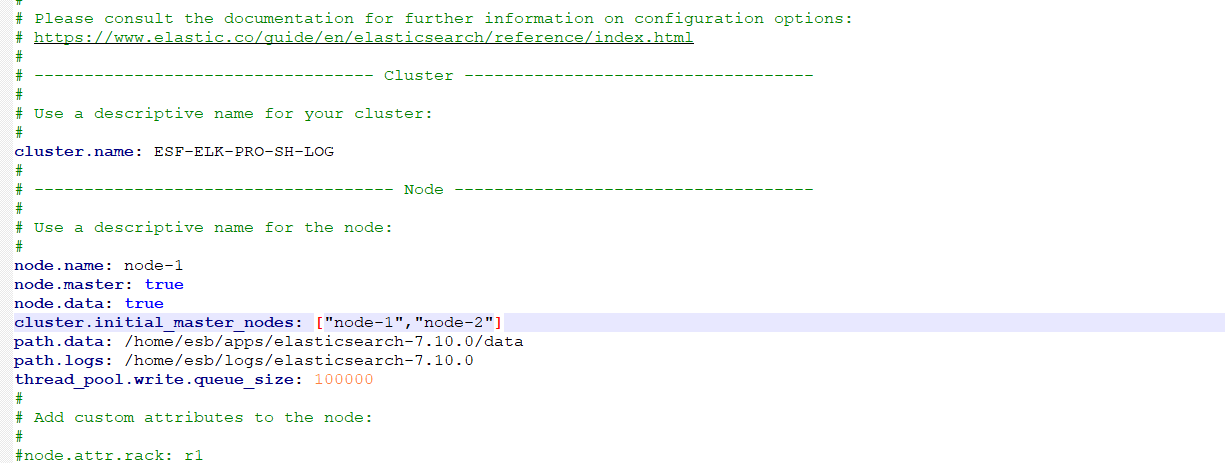 #
# Please consult the documentation for further information on configuration options:
# https://www.elastic.co/guide/en/elasticsearch/reference/index.html
#
# ---------------------------------- Cluster -----------------------------------
#
# Use a descriptive name for your cluster:
#
cluster.name: ESF-ELK-PRO-SH-LOG
#
# ------------------------------------ Node ------------------------------------
#
# Use a descriptive name for the node:
#
node.name: node-1
node.master: true
node.data: true
cluster.initial_master_nodes: ["node-1","node-2"]
path.data: /home/esb/apps/elasticsearch-7.10.0/data
path.logs: /home/esb/logs/elasticsearch-7.10.0
thread_pool.write.queue_size: 100000
#
# Add custom attributes to the node:
#
#node.attr.rack: r1